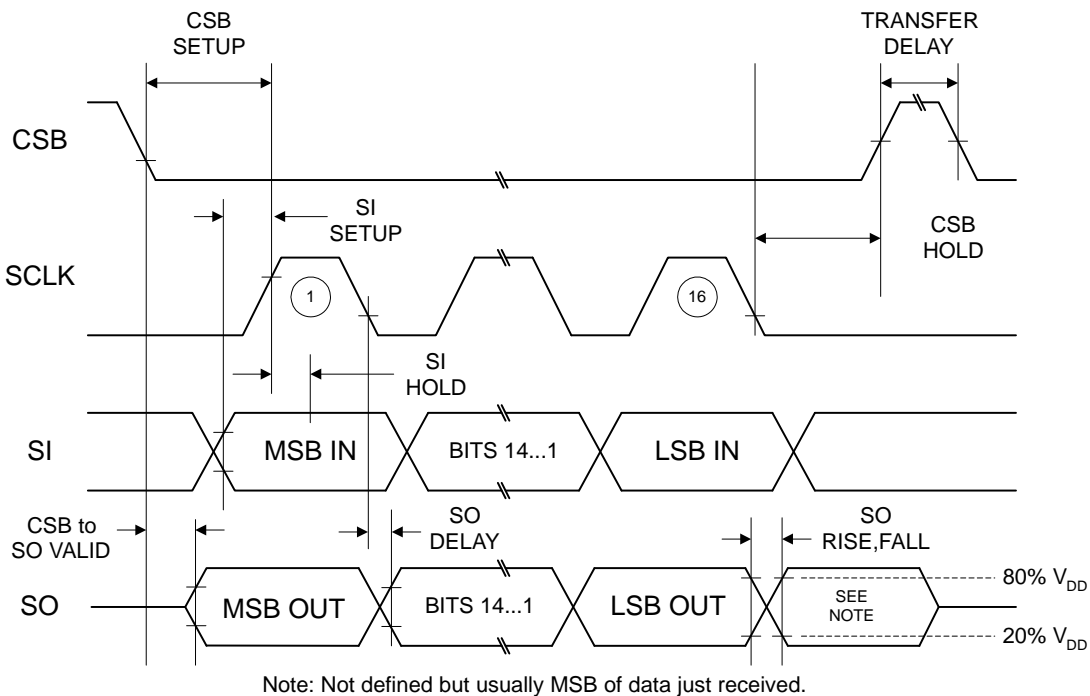 CSB
SETUP
TRANSFER
DELAY
CSB
SI
SETUP
CSB
HOLD
SCLK
1
16
SI
HOLD
SI
MSB IN
BITS 14...1
LSB IN
CSB to
SO VALID
SO
DELAY
SO
RISE,FALL
SO
MSB OUT
BITS 14...1
LSB OUT
SEE
NOTE
80% V_DD
20% V_DD
Note: Not defined but usually MSB of data just received.